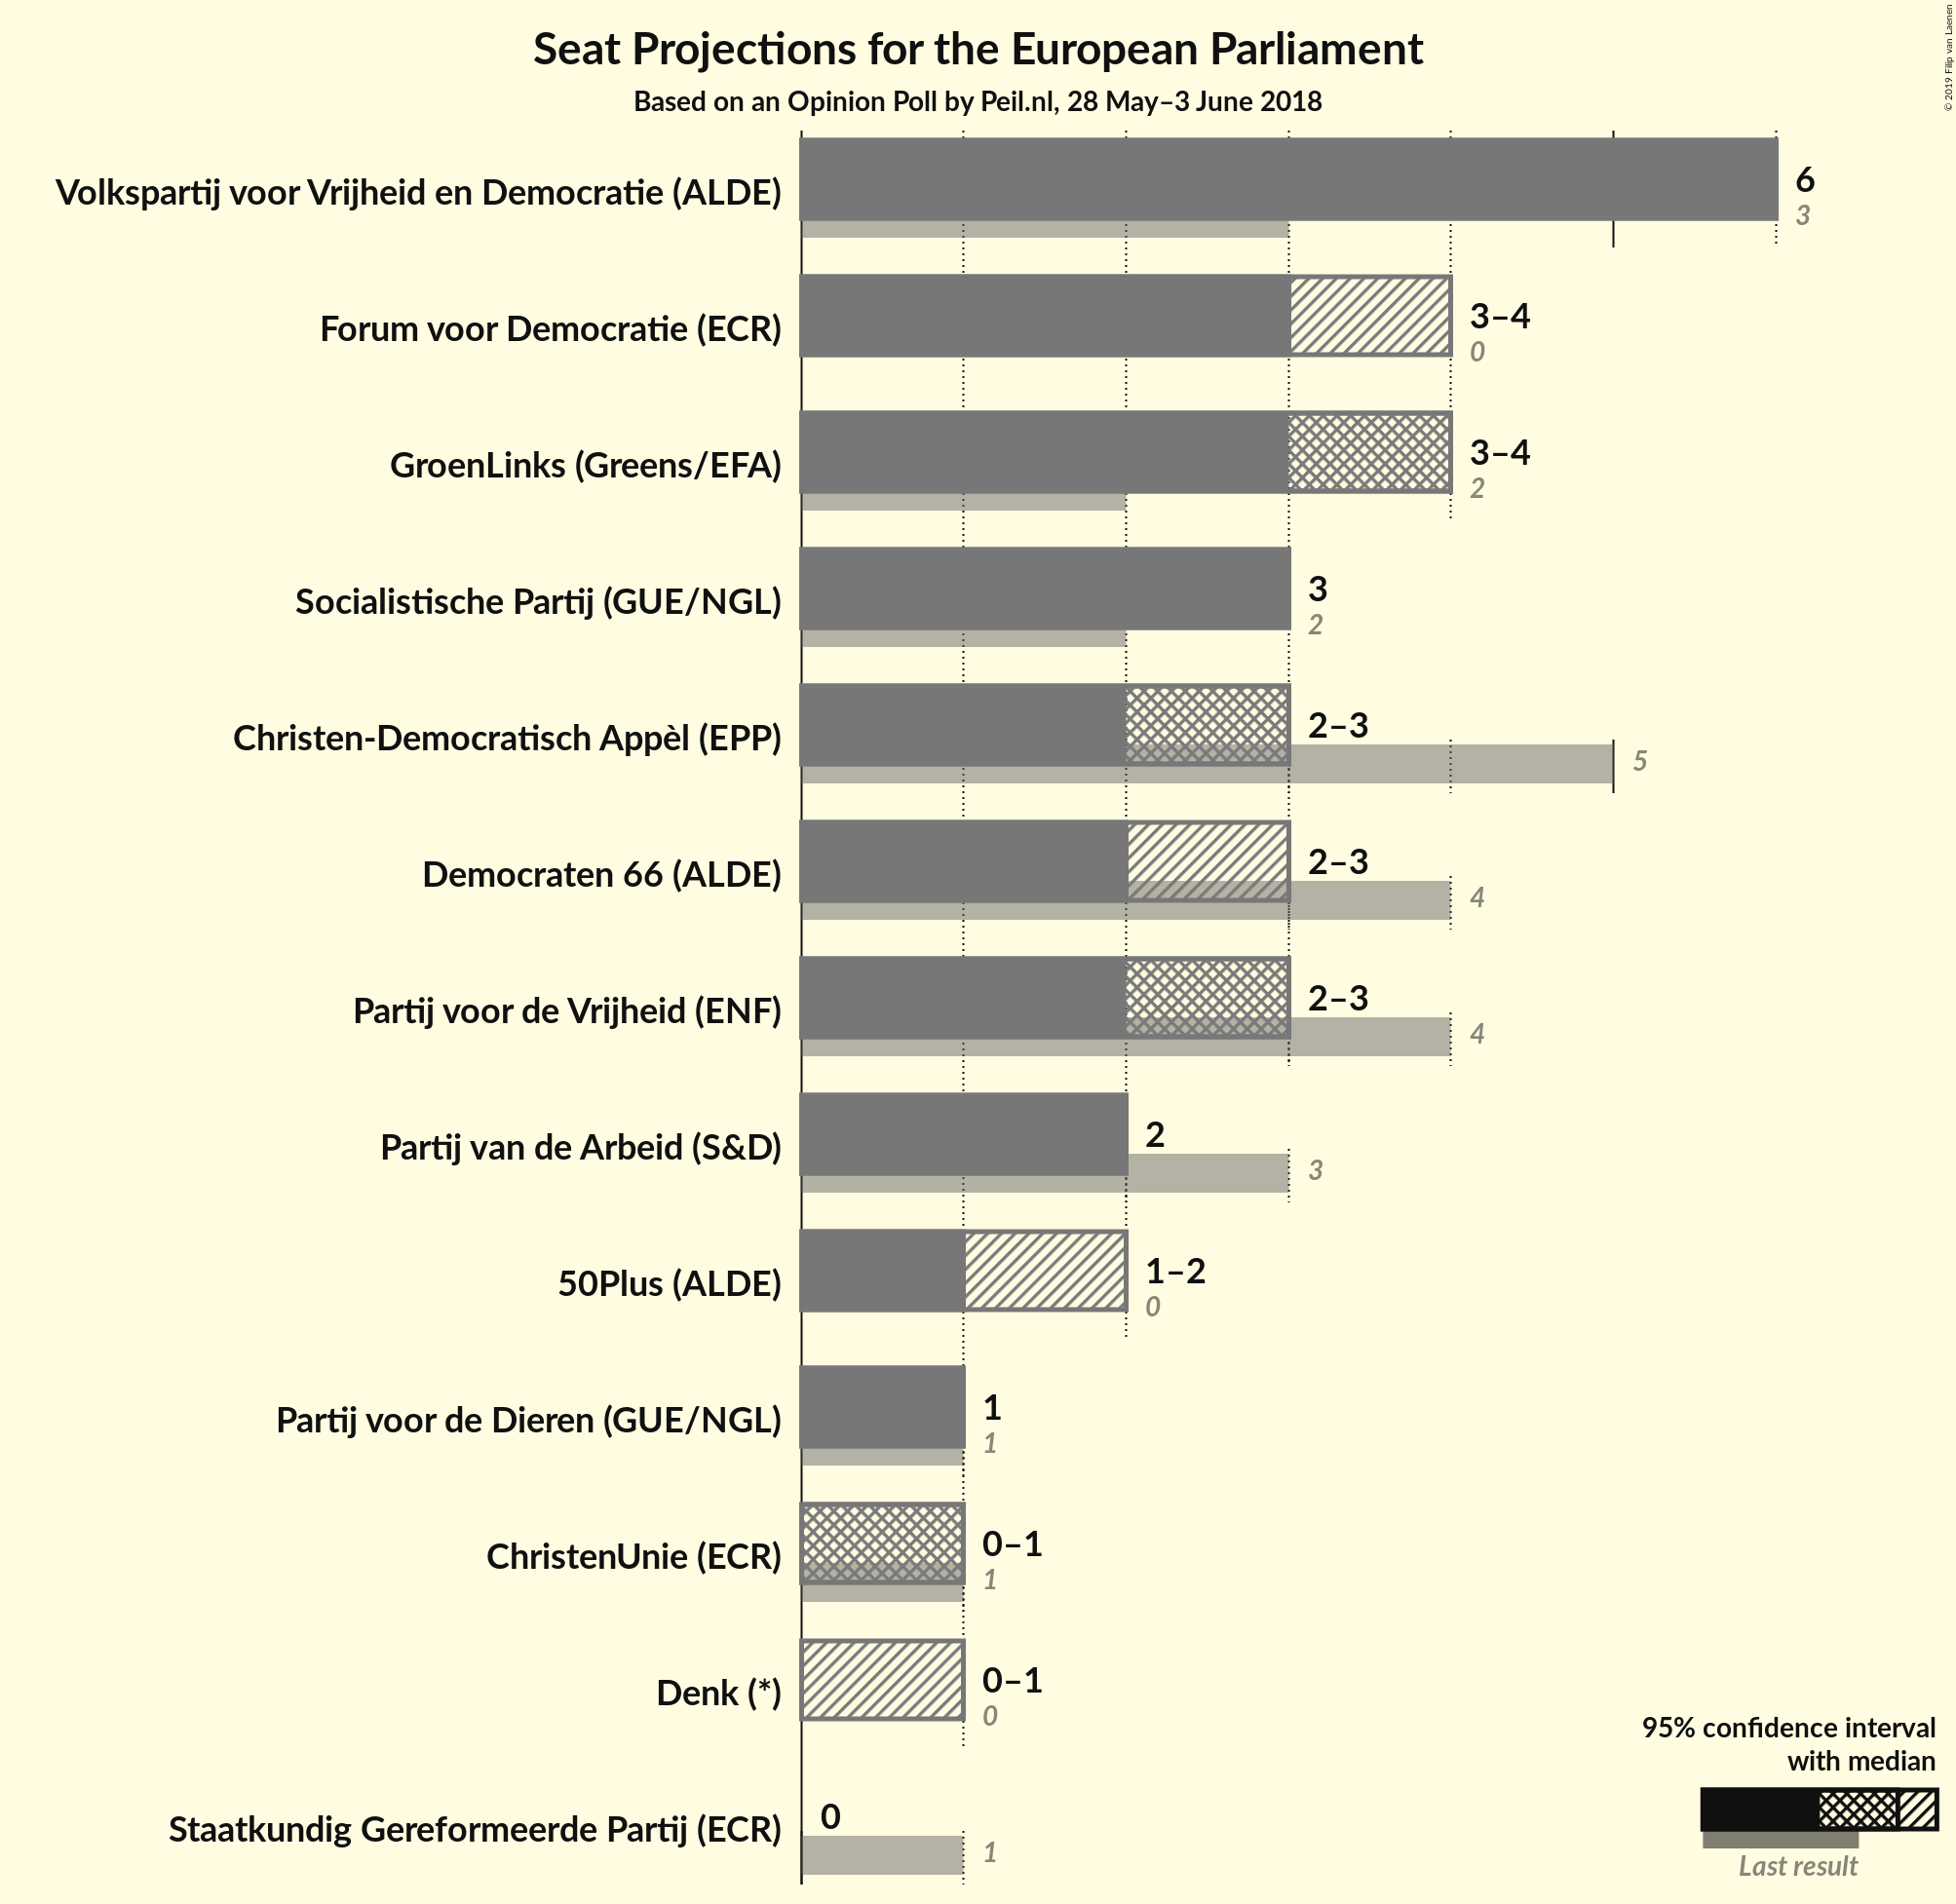 Seat Projections for the European Parliament
Based on an Opinion Poll by Peil.nl, 28 May–3 June 2018
© 2019 Filip van Laenen
Volkspartij voor Vrijheid en Democratie (ALDE)
6
3
Forum voor Democratie (ECR)
3–4
0
GroenLinks (Greens/EFA)
3–4
2
Socialistische Partij (GUE/NGL)
3
2
Christen-Democratisch Appèl (EPP)
2–3
5
Democraten 66 (ALDE)
2–3
4
Partij voor de Vrijheid (ENF)
2–3
4
Partij van de Arbeid (S&D)
2
3
50Plus (ALDE)
1–2
0
Partij voor de Dieren (GUE/NGL)
1
1
ChristenUnie (ECR)
0–1
1
Denk (*)
0–1
0
Staatkundig Gereformeerde Partij (ECR)
0
1
95% confidence interval
with median
Last result